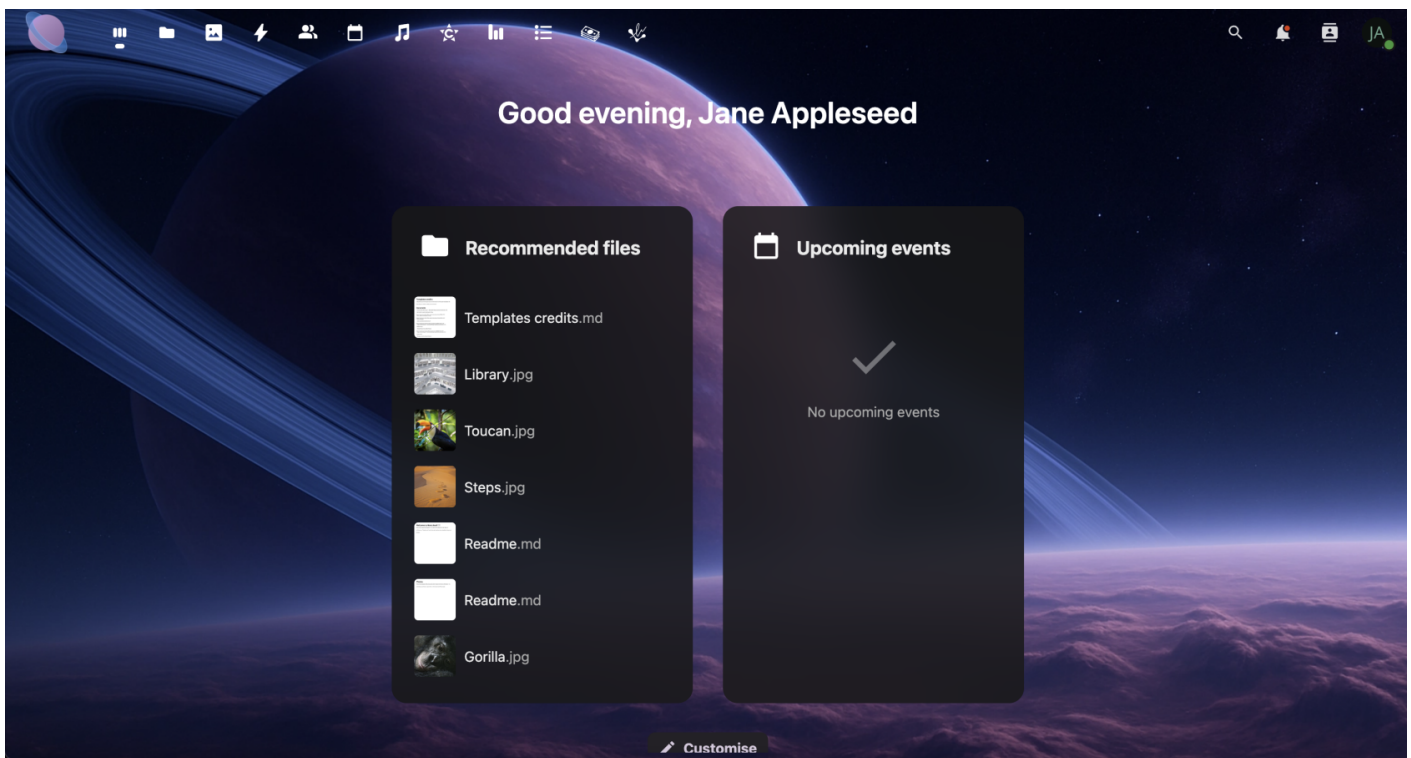 JA
Good evening, Jane Appleseed
Recommended files
Templates credits.md
Library.jpg
Toucan.jpg
Steps.jpg
Readme.md
Readme.md
Gorilla.jpg
Upcoming events
No upcoming events
Customise